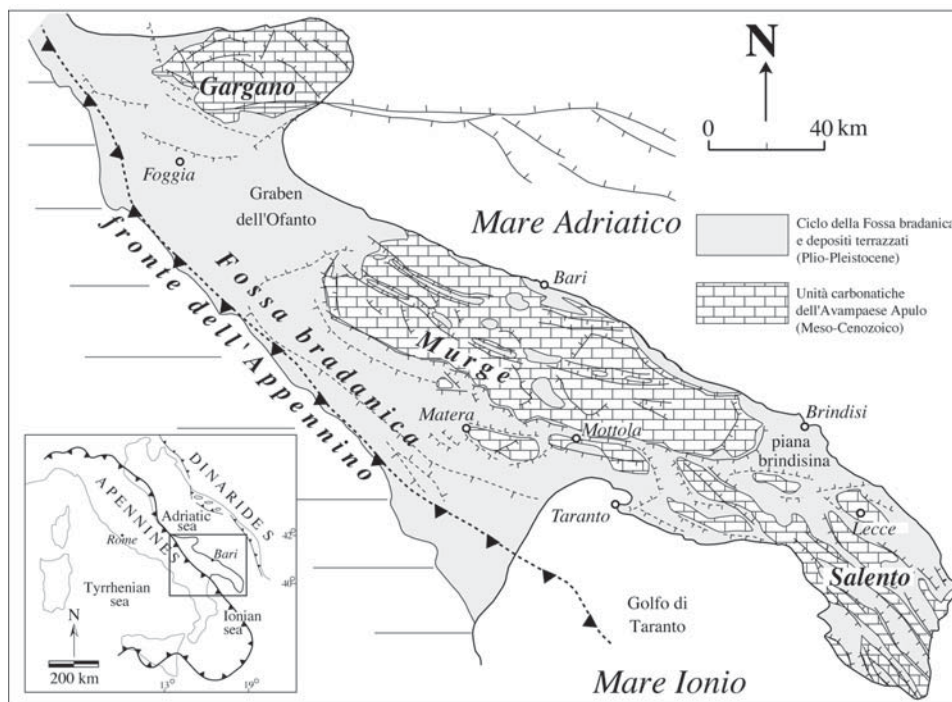 N
0 40 km
Gargano
Foggia
Graben
dell'Ofanto
Mare Adriatico
Ciclo della Fossa bradanica
e depositi terrazzati
(Plio-Pleistocene)
Unità carbonatiche
dell'Avampaese Apulo
(Meso-Cenozoico)
fronte dell'Appennino
Fossa bradanica
Bari
Murge
Matera
Mottola
Brindisi
piana
brindisina
Taranto
Lecce
Salento
Golfo di
Taranto
Mare Ionio
DINARIDES
APENNINES
Adriatic
sea
Rome
Bari
42°
40°
Tyrrhenian
sea
Ionian
sea
N
200 km
13°
19°